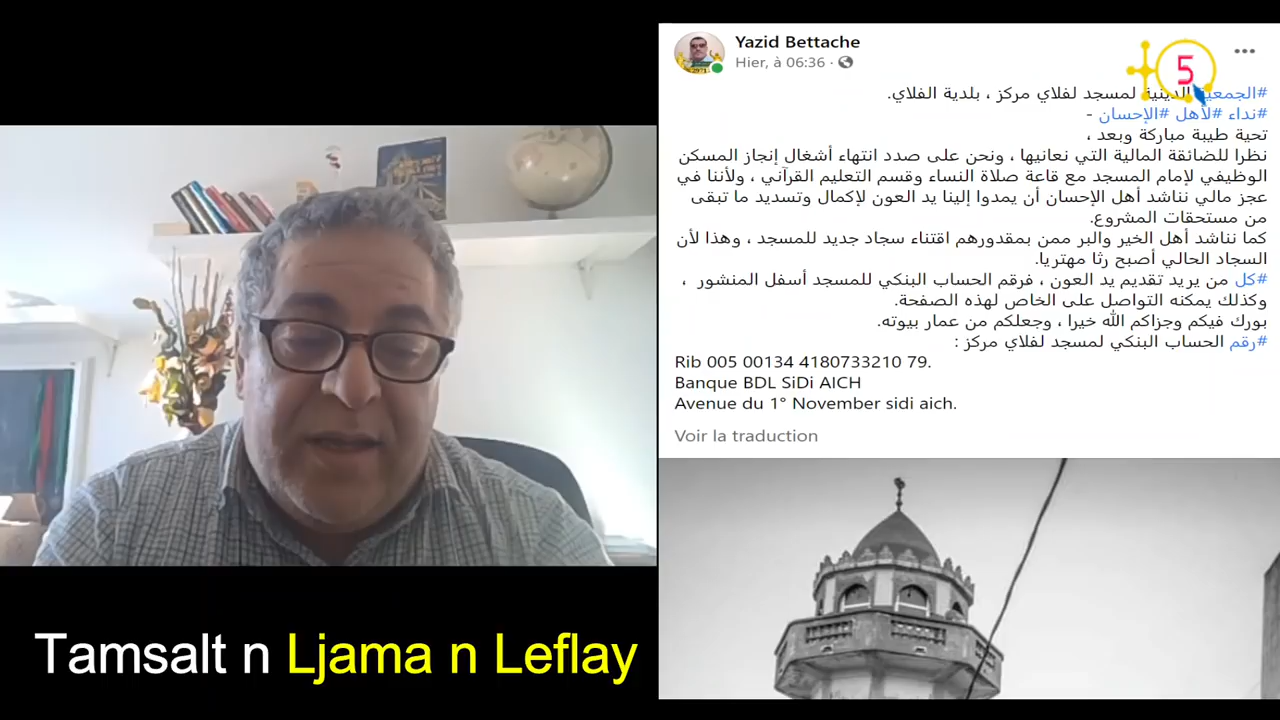 Yazid Bettache
Hier, à 06:36 ·
5
#الجمعية الدينية لمسجد لفلاي مركز ، بلدية الفلاي.
#نداء #لأهل #الإحسان -
تحية طيبة مباركة وبعد ،
نظرا للضائقة المالية التي نعانيها ، ونحن على صدد انتهاء أشغال إنجاز المسكن
الوظيفي لإمام المسجد مع قاعة صلاة النساء وقسم التعليم القرآني ، ولأننا في
عجز مالي نناشد أهل الإحسان أن يمدوا إلينا يد العون لإكمال وتسديد ما تبقى
من مستحقات المشروع.
كما نناشد أهل الخير والبر ممن بمقدورهم اقتناء سجاد جديد للمسجد ، وهذا لأن
السجاد الحالي أصبح رثا مهتريا.
#كل من يريد تقديم يد العون ، فرقم الحساب البنكي للمسجد أسفل المنشور ،
وكذلك يمكنه التواصل على الخاص لهذه الصفحة.
بورك فيكم وجزاكم الله خيرا ، وجعلكم من عمار بيوته.
#رقم الحساب البنكي لمسجد لفلاي مركز :
Rib 005 00134 4180733210 79.
Banque BDL SiDi AICH
Avenue du 1° November sidi aich.
Voir la traduction
Tamsalt n Ljama n Leflay